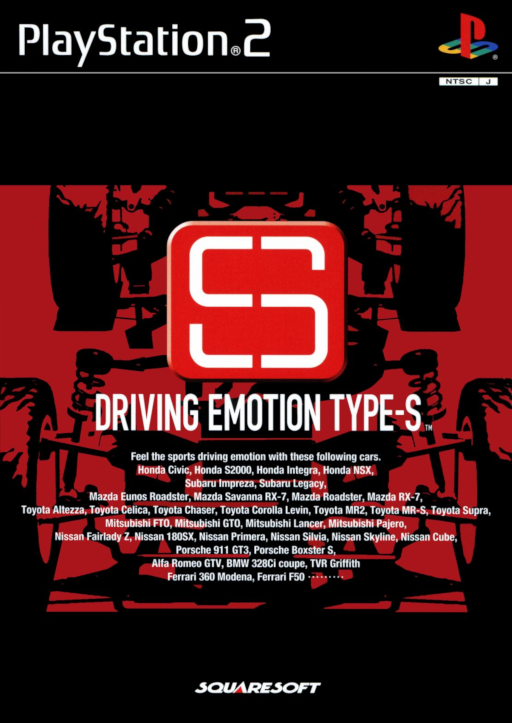 PlayStation®2
NTSC J
S
DRIVING EMOTION TYPE-S™
Feel the sports driving emotion with these following cars.
Honda Civic, Honda S2000, Honda Integra, Honda NSX,
Subaru Impreza, Subaru Legacy,
Mazda Eunos Roadster, Mazda Savanna RX-7, Mazda Roadster, Mazda RX-7,
Toyota Altezza, Toyota Celica, Toyota Chaser, Toyota Corolla Levin, Toyota MR2, Toyota MR-S, Toyota Supra,
Mitsubishi FTO, Mitsubishi GTO, Mitsubishi Lancer, Mitsubishi Pajero,
Nissan Fairlady Z, Nissan 180SX, Nissan Primera, Nissan Silvia, Nissan Skyline, Nissan Cube,
Porsche 911 GT3, Porsche Boxster S,
Alfa Romeo GTV, BMW 328Ci coupe, TVR Griffith
Ferrari 360 Modena, Ferrari F50 ·········
SQUARESOFT